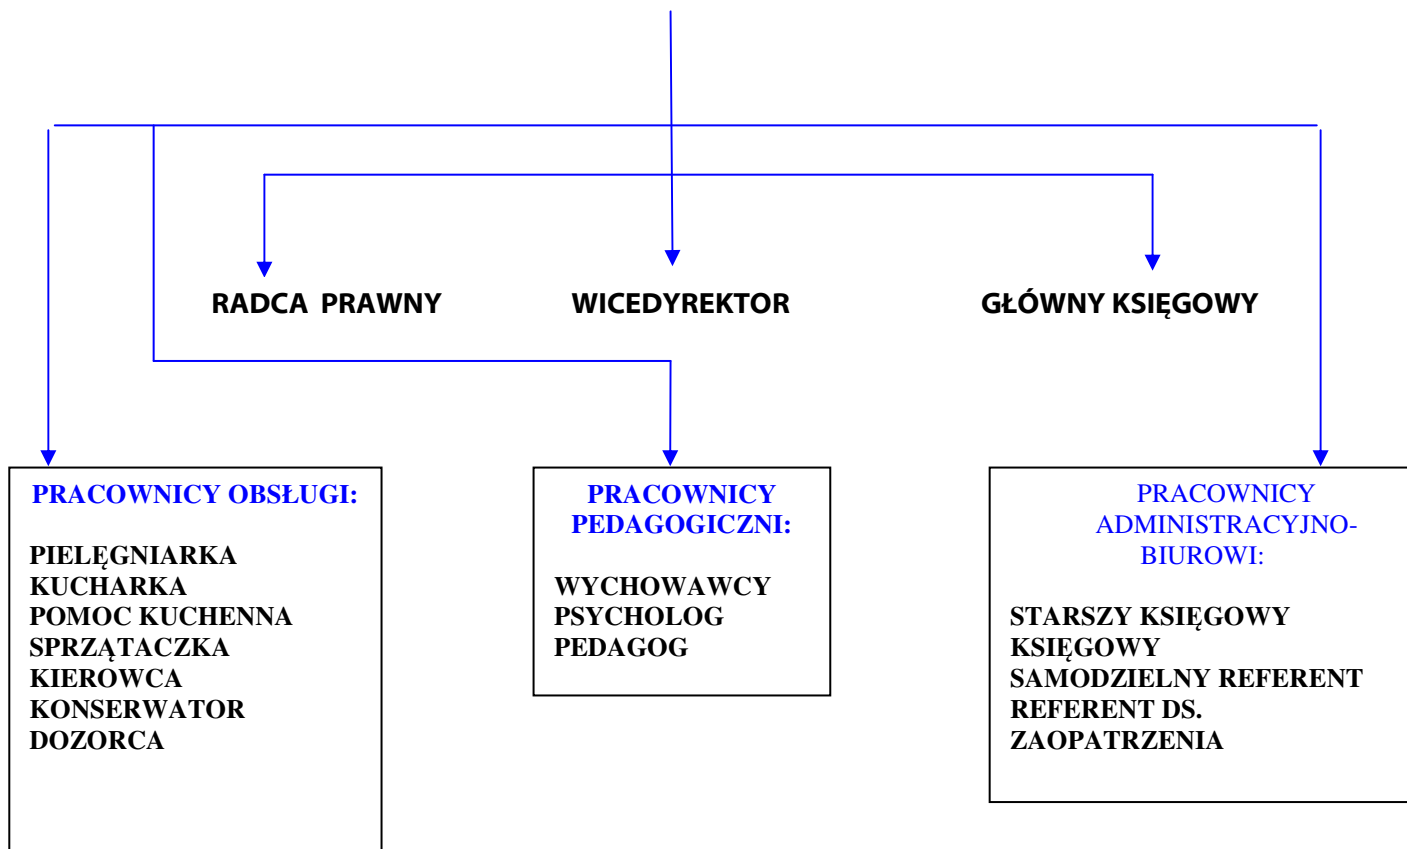 RADCA PRAWNY
WICEDYREKTOR
GŁÓWNY KSIĘGOWY
PRACOWNICY OBSŁUGI:
PIELĘGNIARKA
KUCHARKA
POMOC KUCHENNA
SPRZĄTACZKA
KIEROWCA
KONSERWATOR
DOZORCA
PRACOWNICY
PEDAGOGICZNI:
WYCHOWAWCY
PSYCHOLOG
PEDAGOG
PRACOWNICY
ADMINISTRACYJNO-
BIUROWI:
STARSZY KSIĘGOWY
KSIĘGOWY
SAMODZIELNY REFERENT
REFERENT DS.
ZAOPATRZENIA